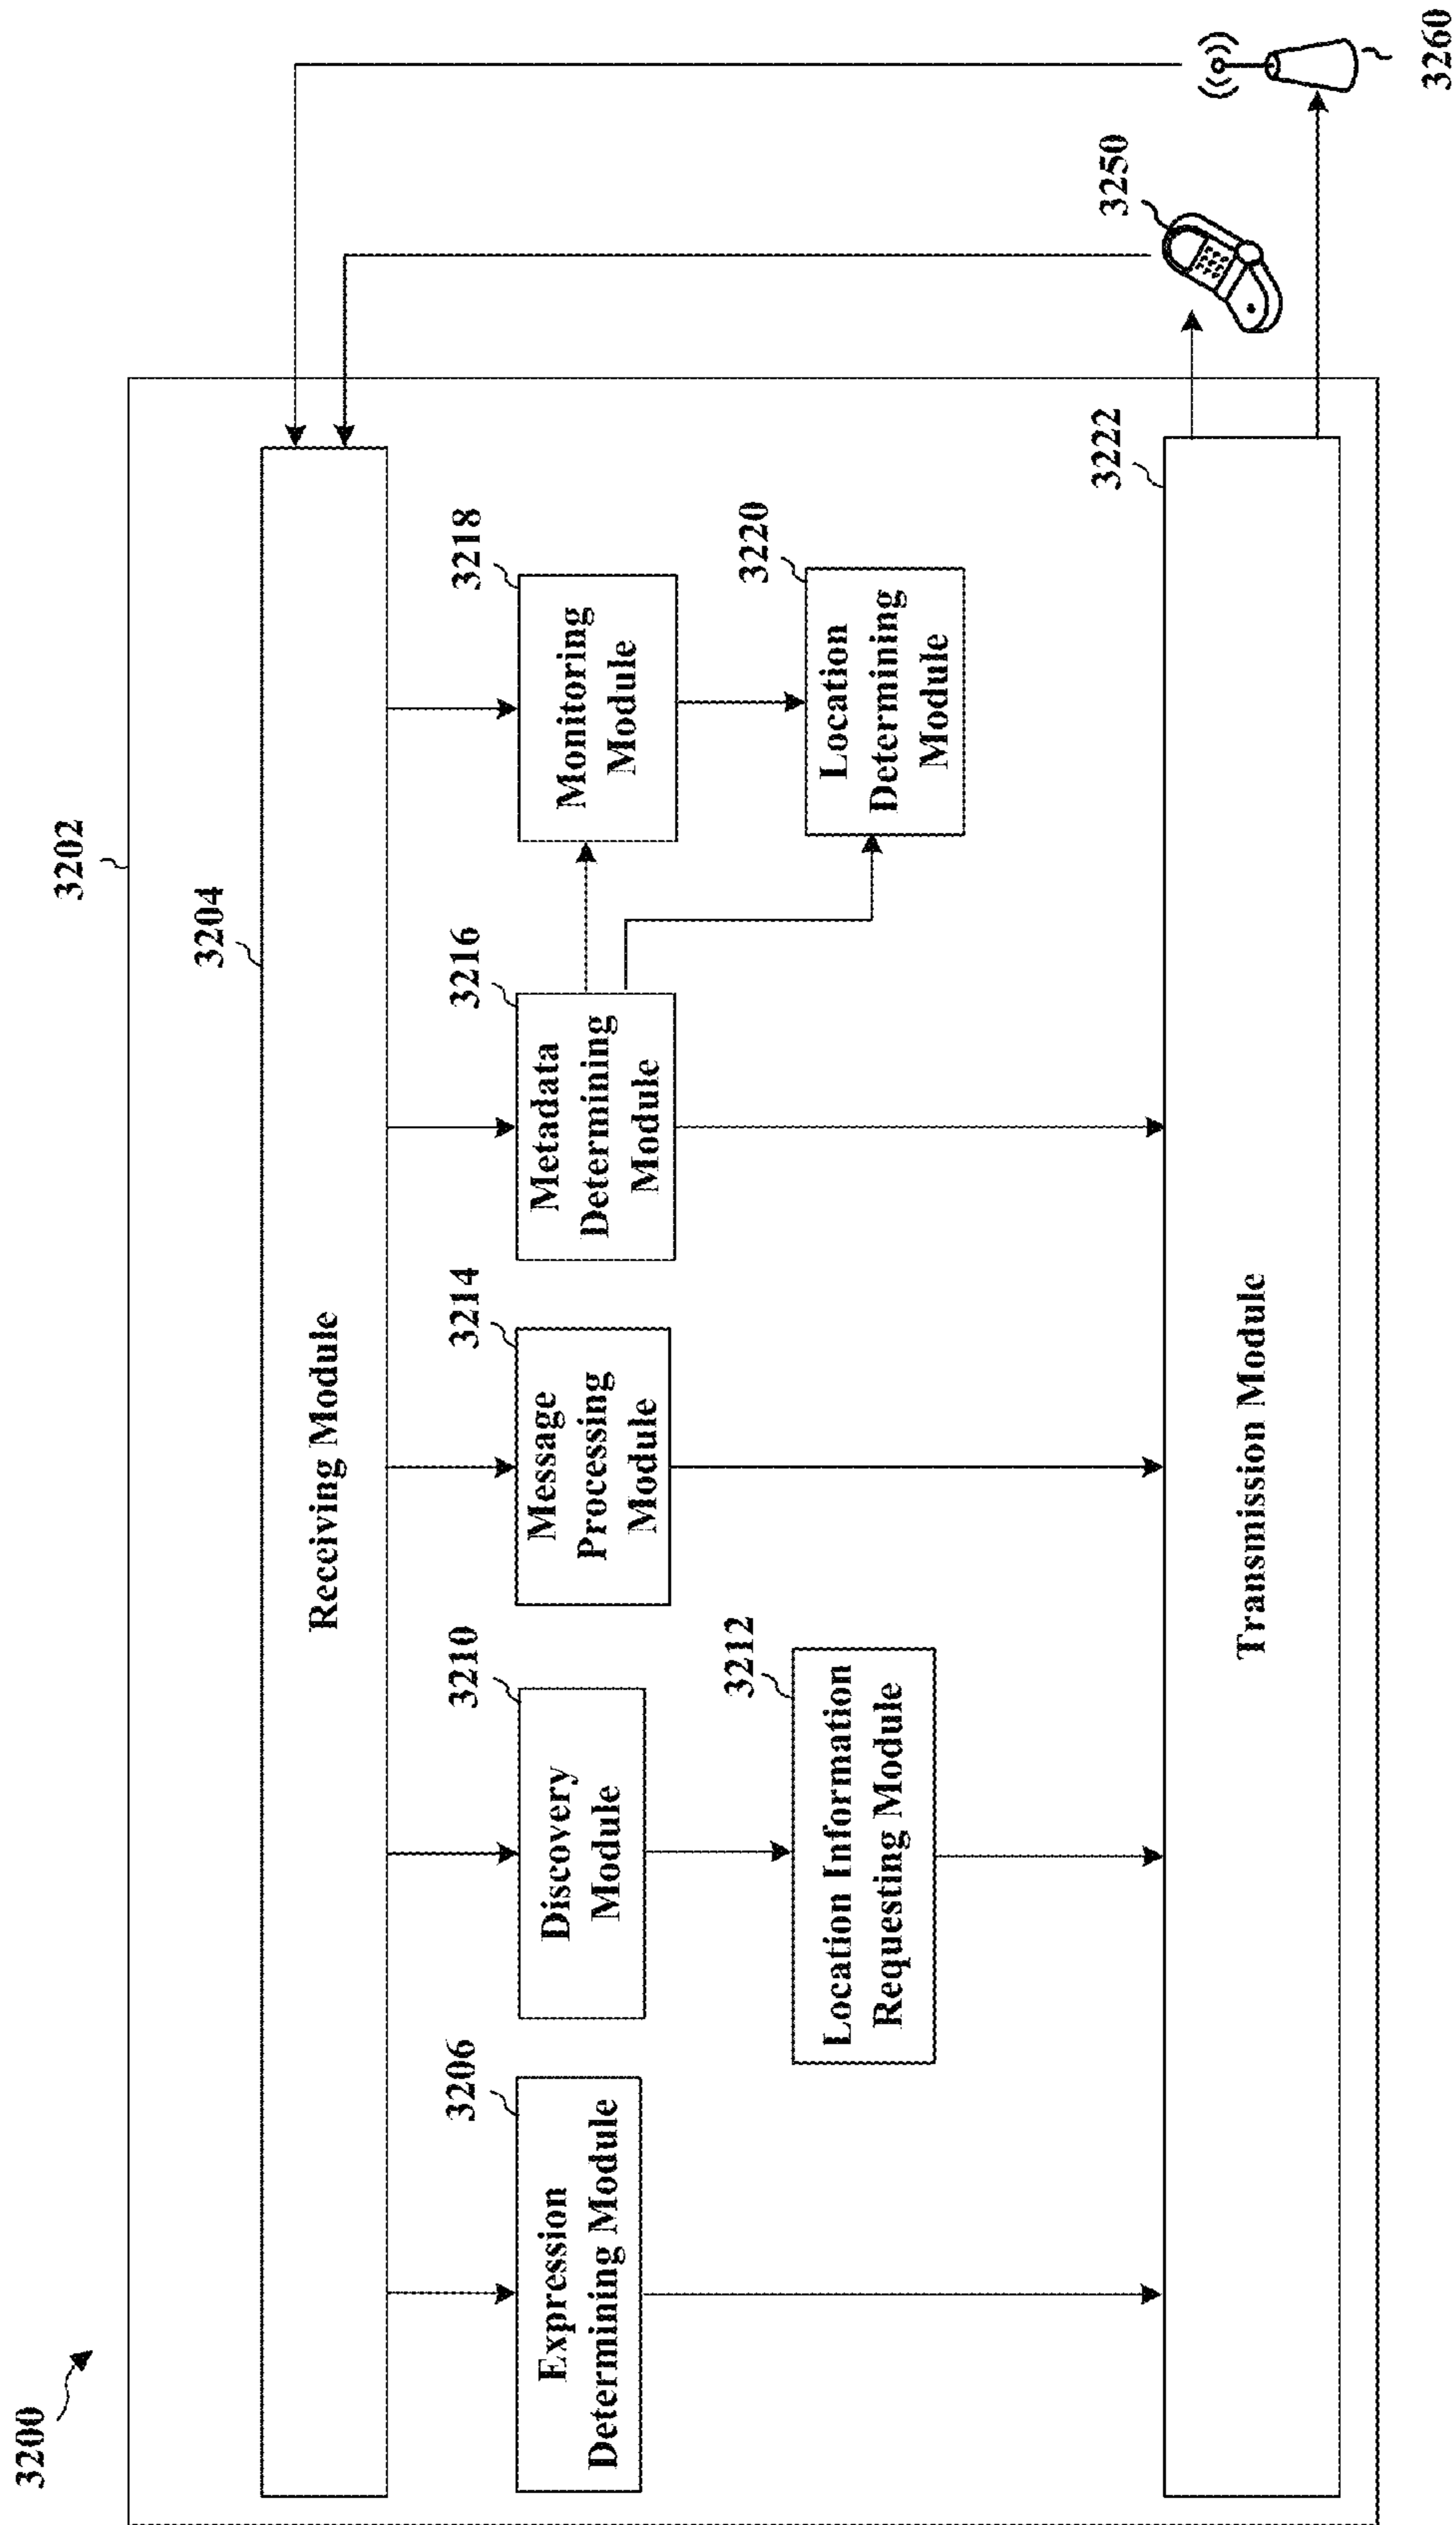 3200
3202
3204
Receiving Module
3206
Expression
Determining Module
3210
Discovery
Module
3214
Message
Processing
Module
3216
Metadata
Determining
Module
3218
Monitoring
Module
3212
Location Information
Requesting Module
3220
Location
Determining
Module
3222
Transmission Module
3250
3260